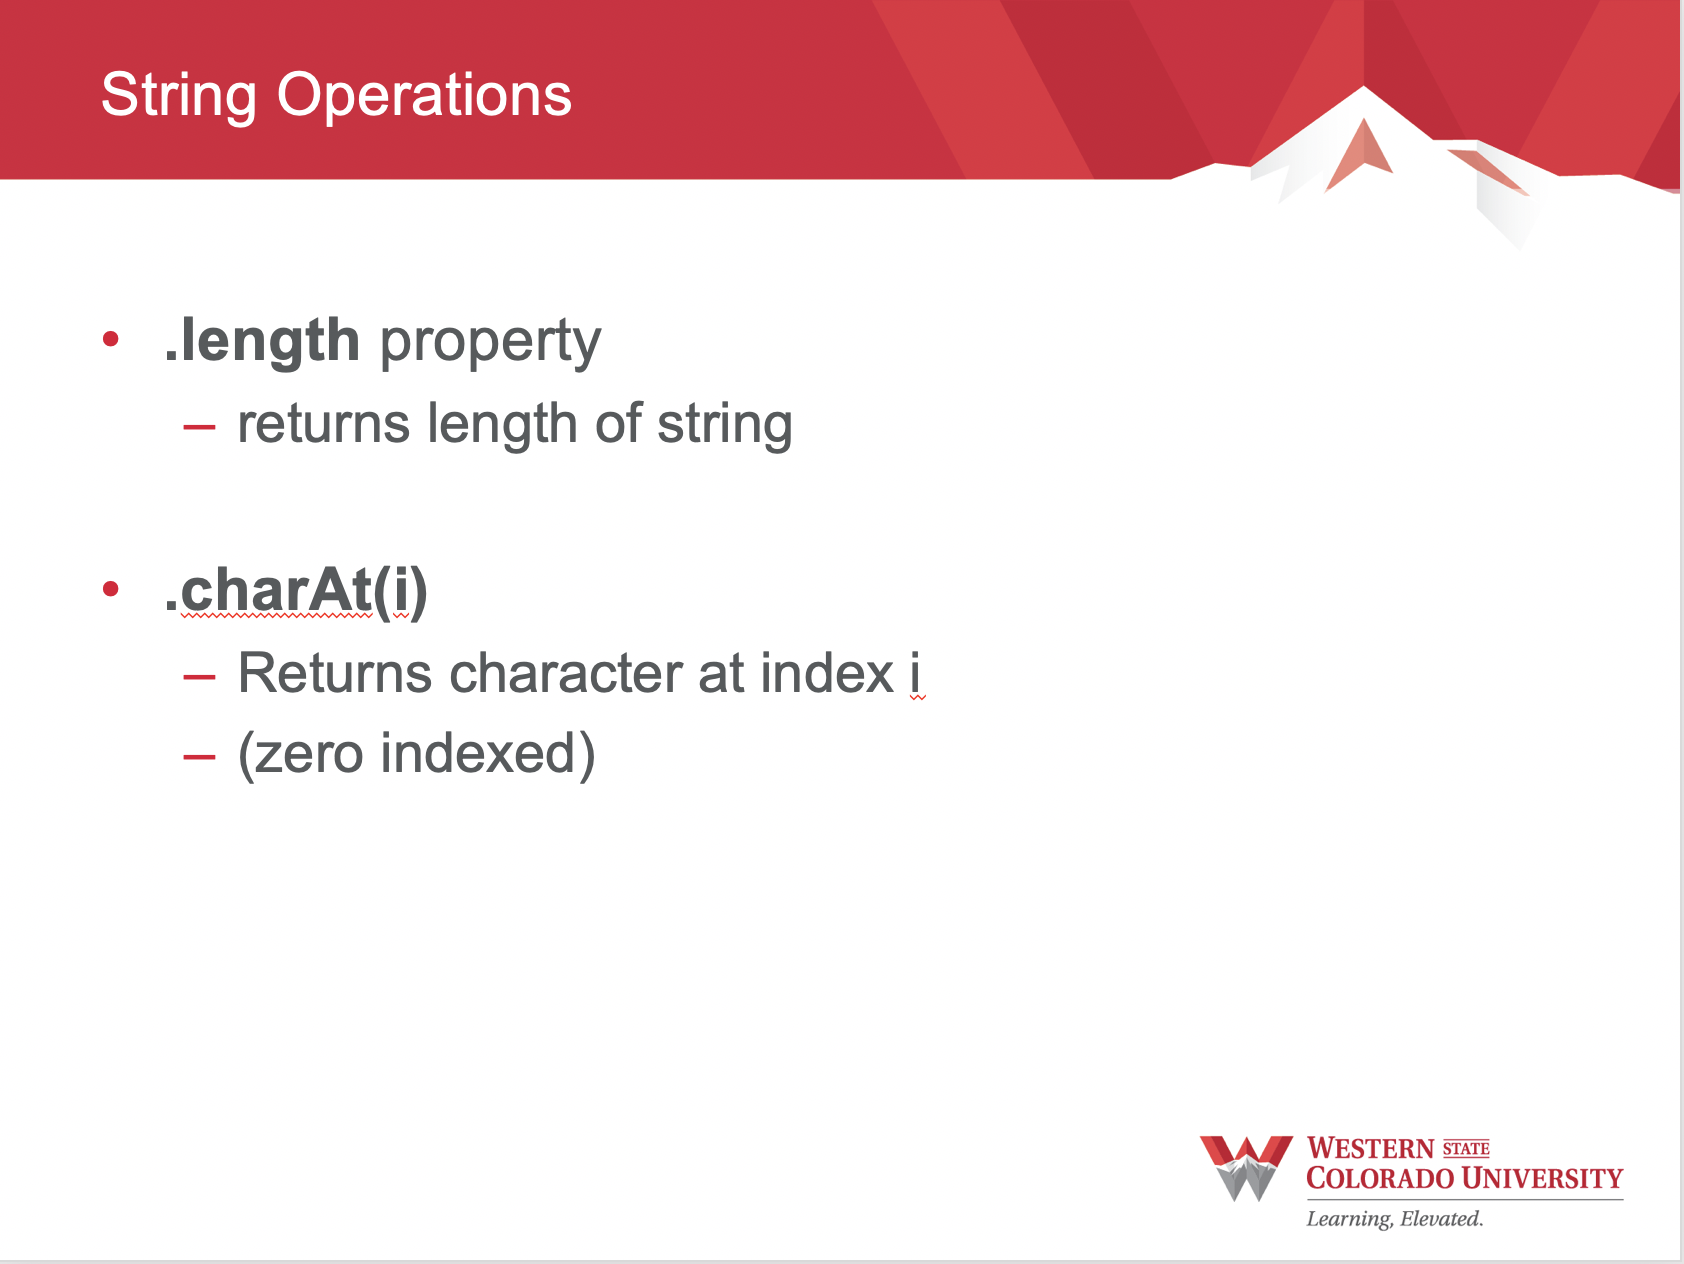 String Operations
• .length property
– returns length of string
• .charAt(i)
– Returns character at index i
– (zero indexed)
WESTERN STATE
COLORADO UNIVERSITY
Learning, Elevated.